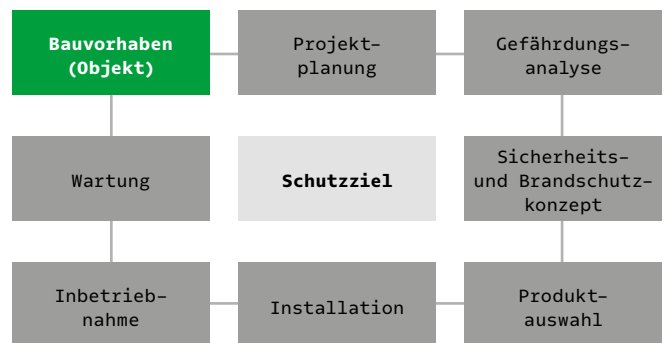 Bauvorhaben
(Objekt)
Projekt-
planung
Gefährdungs-
analyse
Wartung
Schutzziel
Sicherheits-
und Brandschutz-
konzept
Inbetrieb-
nahme
Installation
Produkt-
auswahl